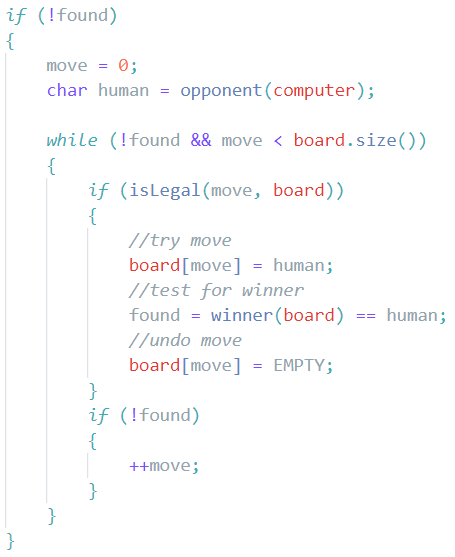 if (!found)
{
    move = 0;
    char human = opponent(computer);

    while (!found && move < board.size())
    {
        if (isLegal(move, board))
        {
            //try move
            board[move] = human;
            //test for winner
            found = winner(board) == human;
            //undo move
            board[move] = EMPTY;
        }
        if (!found)
        {
            ++move;
        }
    }
}